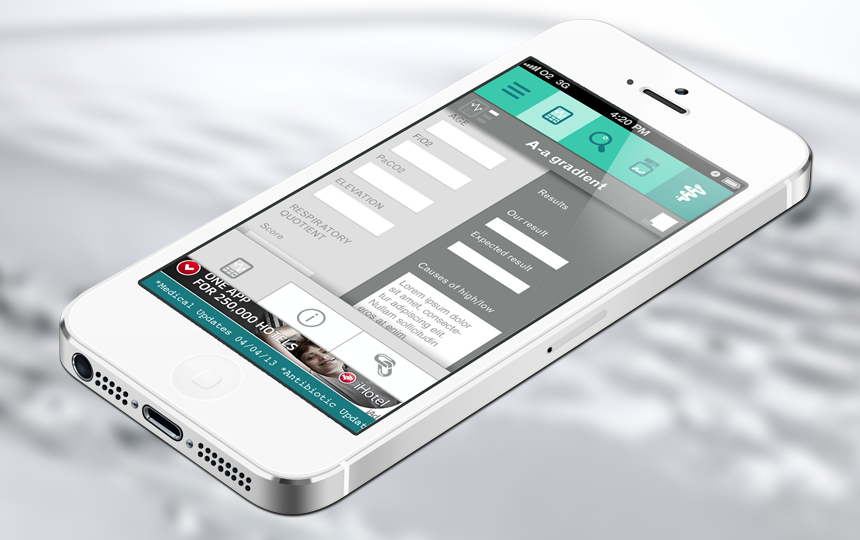 O2 3G
4:20 PM
A-a gradient
AGE
FiO2
PaCO2
ELEVATION
RESPIRATORY
QUOTIENT
Score
Results
Our result
Expected result
Causes of high/low
Lorem ipsum dolor
sit amet, consecte-
tur adipiscing elit.
Nullam sollicitudin
eros at enim
ONE APP
FOR 250,000 HOTELS
iHotel
*Medical Updates 04/04/13 *Antibiotic Updat